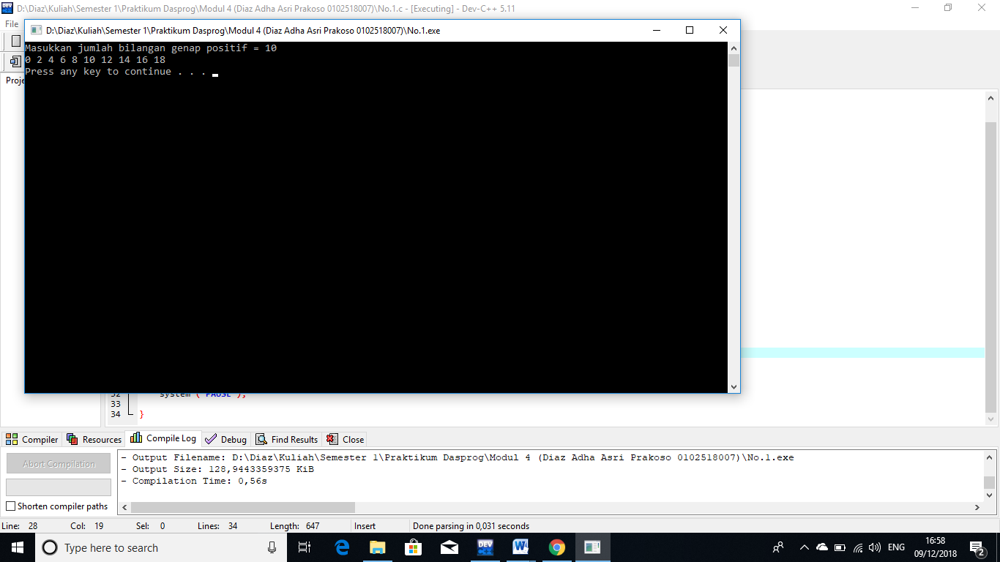 D:\Diaz\Kuliah\Semester 1\Praktikum Dasprog\Modul 4 (Diaz Adha Asri Prakoso 0102518007)\No.1.c - [Executing] - Dev-C++ 5.11
File
D:\Diaz\Kuliah\Semester 1\Praktikum Dasprog\Modul 4 (Diaz Adha Asri Prakoso 0102518007)\No.1.exe
Masukkan jumlah bilangan genap positif = 10
0 2 4 6 8 10 12 14 16 18
Press any key to continue . . .
Proje
32 system ("PAUSE");
33
34 }
Compiler Resources Compile Log Debug Find Results Close
Abort Compilation
Shorten compiler paths
- Output Filename: D:\Diaz\Kuliah\Semester 1\Praktikum Dasprog\Modul 4 (Diaz Adha Asri Prakoso 0102518007)\No.1.exe
- Output Size: 128,9443359375 KiB
- Compilation Time: 0,56s
Line: 28 Col: 19 Sel: 0 Lines: 34 Length: 647 Insert Done parsing in 0,031 seconds
Type here to search
DEV
ENG
16:58
09/12/2018
2